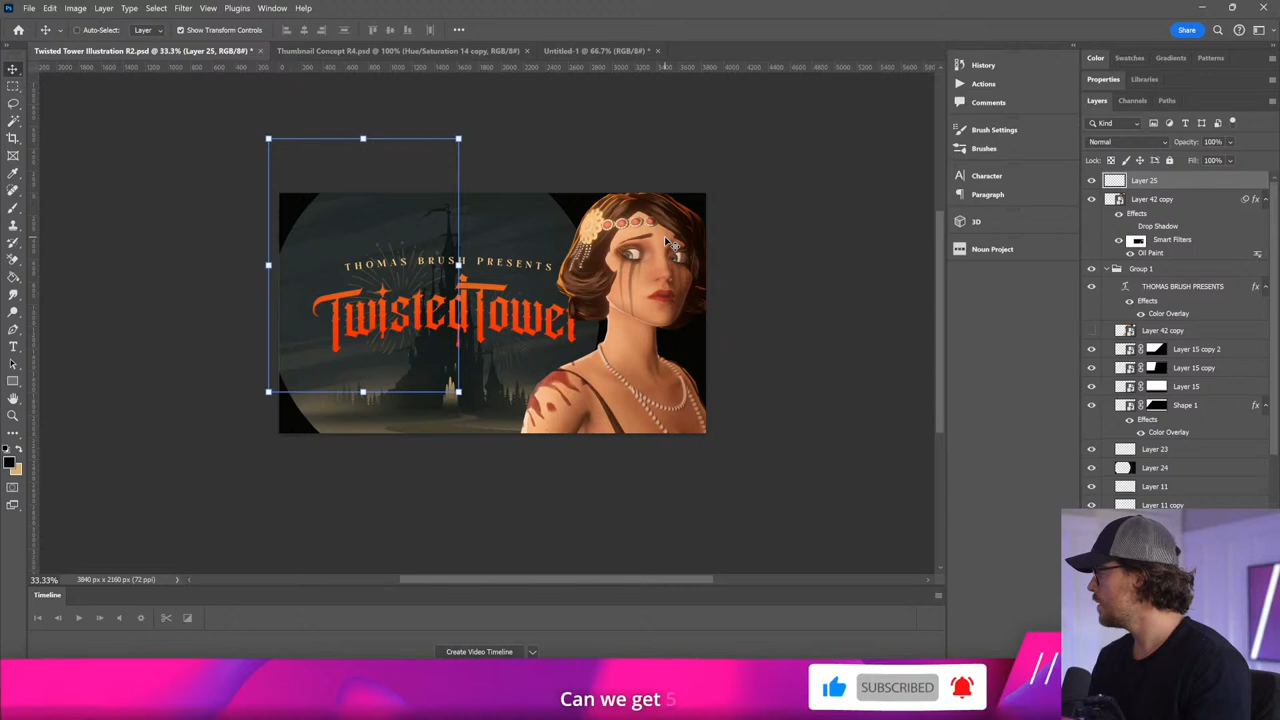 Ps File Edit Image Layer Type Select Filter View Plugins Window Help
Auto-Select: Layer Show Transform Controls Share
Twisted Tower Illustration R2.psd @ 33.3% (Layer 25, RGB/8#) * × Thumbnail Concept R4.psd @ 100% (Hue/Saturation 14 copy, RGB/8#) × Untitled-1 @ 66.7% (RGB/8#) * ×
History
Actions
Comments
Brush Settings
Brushes
Character
Paragraph
3D
Noun Project
Color Swatches Gradients Patterns
Properties Libraries
Layers Channels Paths
Kind
Normal Opacity: 100%
Lock: Fill: 100%
Layer 25
Layer 42 copy fx
Effects
Drop Shadow
Smart Filters
Oil Paint
Group 1
THOMAS BRUSH PRESENTS
Effects
Color Overlay
Layer 42 copy
Layer 15 copy 2
Layer 15 copy
Layer 15
Shape 1 fx
Effects
Color Overlay
Layer 23
Layer 24
Layer 11
Layer 11 copy
THOMAS BRUSH PRESENTS
Twisted Tower
33.33% 3840 px x 2160 px (72 ppi)
Timeline
Create Video Timeline
Can we get 5
SUBSCRIBED
//